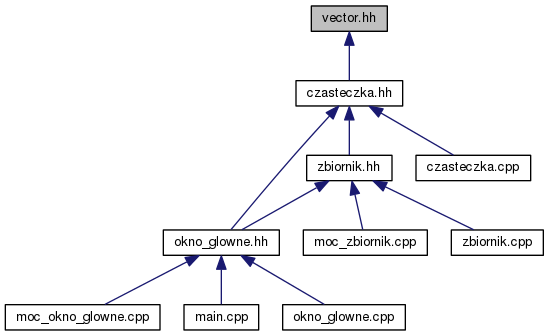 vector.hh
czasteczka.hh
zbiornik.hh
czasteczka.cpp
okno_glowne.hh
moc_zbiornik.cpp
zbiornik.cpp
moc_okno_glowne.cpp
main.cpp
okno_glowne.cpp